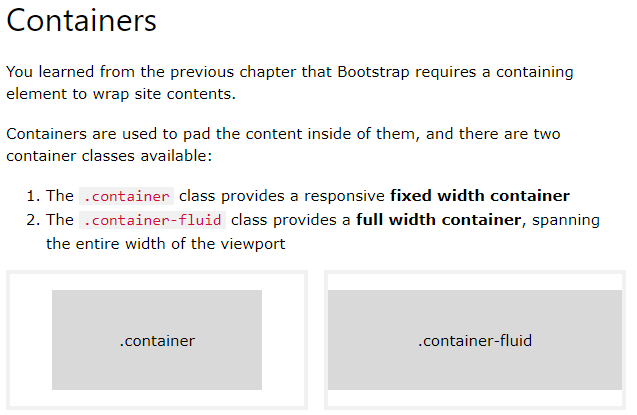 Containers
You learned from the previous chapter that Bootstrap requires a containing
element to wrap site contents.
Containers are used to pad the content inside of them, and there are two
container classes available:
1. The .container class provides a responsive fixed width container
2. The .container-fluid class provides a full width container, spanning
the entire width of the viewport
.container
.container-fluid